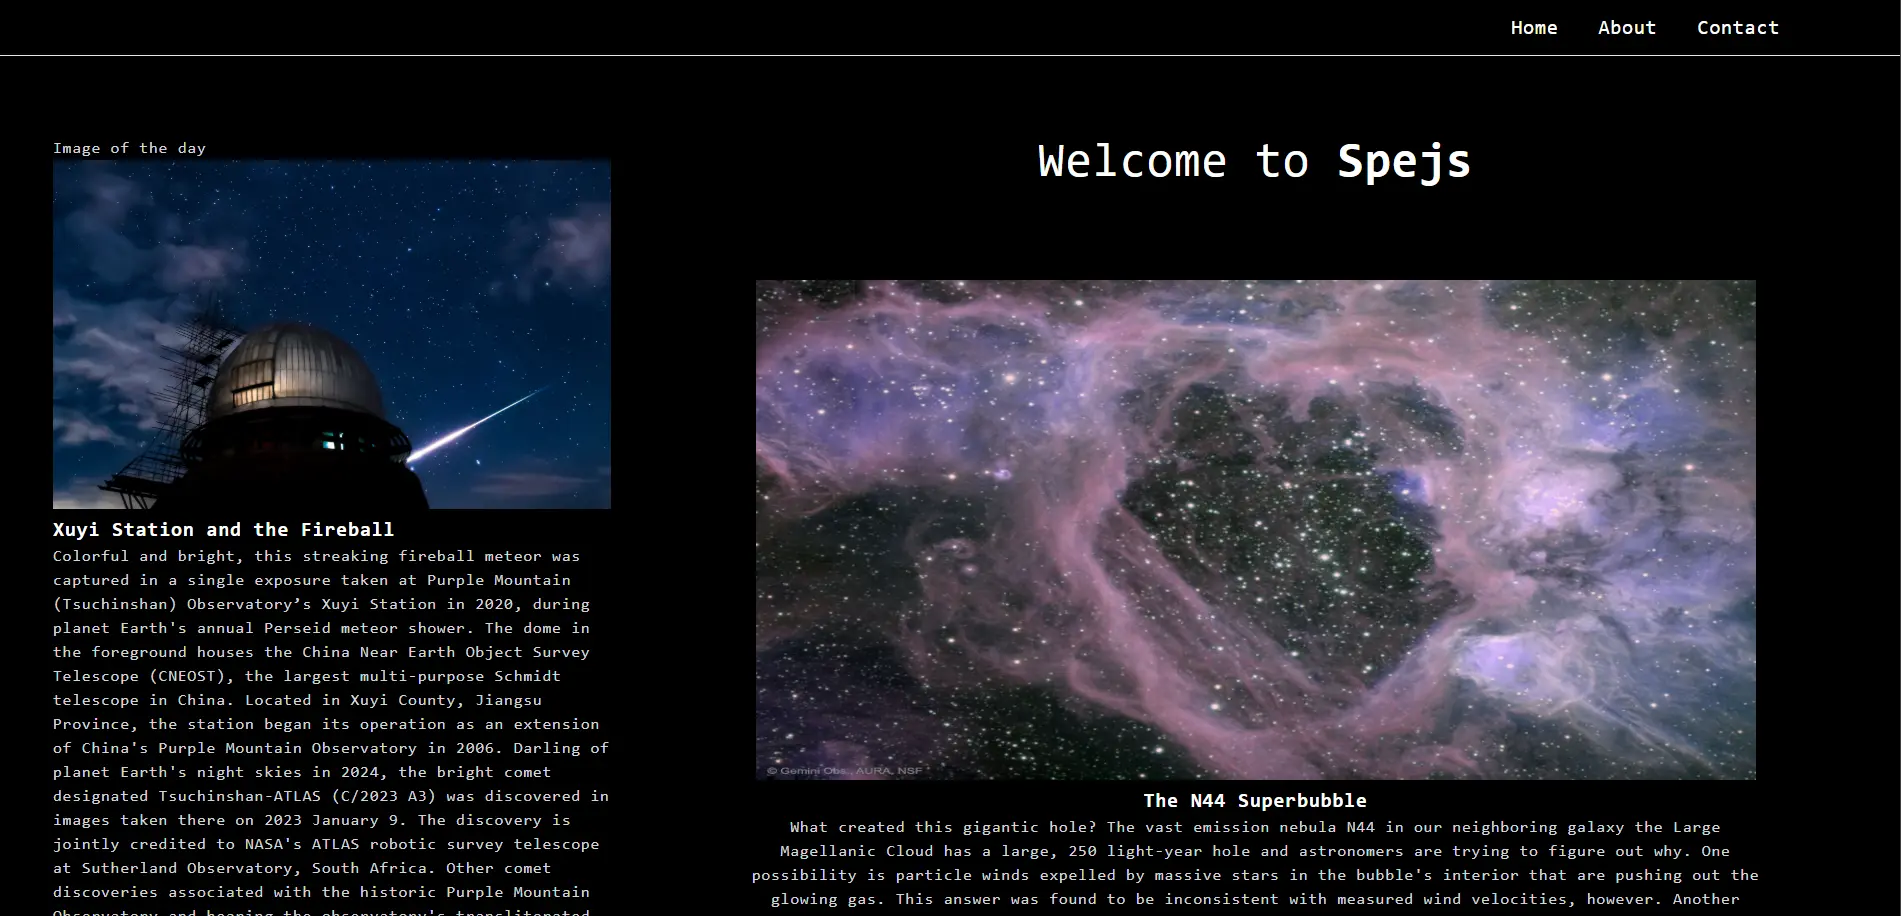 Home About Contact
Image of the day
Xuyi Station and the Fireball
Colorful and bright, this streaking fireball meteor was
captured in a single exposure taken at Purple Mountain
(Tsuchinshan) Observatory’s Xuyi Station in 2020, during
planet Earth's annual Perseid meteor shower. The dome in
the foreground houses the China Near Earth Object Survey
Telescope (CNEOST), the largest multi-purpose Schmidt
telescope in China. Located in Xuyi County, Jiangsu
Province, the station began its operation as an extension
of China's Purple Mountain Observatory in 2006. Darling of
planet Earth's night skies in 2024, the bright comet
designated Tsuchinshan-ATLAS (C/2023 A3) was discovered in
images taken there on 2023 January 9. The discovery is
jointly credited to NASA's ATLAS robotic survey telescope
at Sutherland Observatory, South Africa. Other comet
discoveries associated with the historic Purple Mountain
Observatory and bearing the observatory's transliterated
Welcome to Spejs
© Gemini Obs., AURA, NSF
The N44 Superbubble
What created this gigantic hole? The vast emission nebula N44 in our neighboring galaxy the Large
Magellanic Cloud has a large, 250 light-year hole and astronomers are trying to figure out why. One
possibility is particle winds expelled by massive stars in the bubble's interior that are pushing out the
glowing gas. This answer was found to be inconsistent with measured wind velocities, however. Another